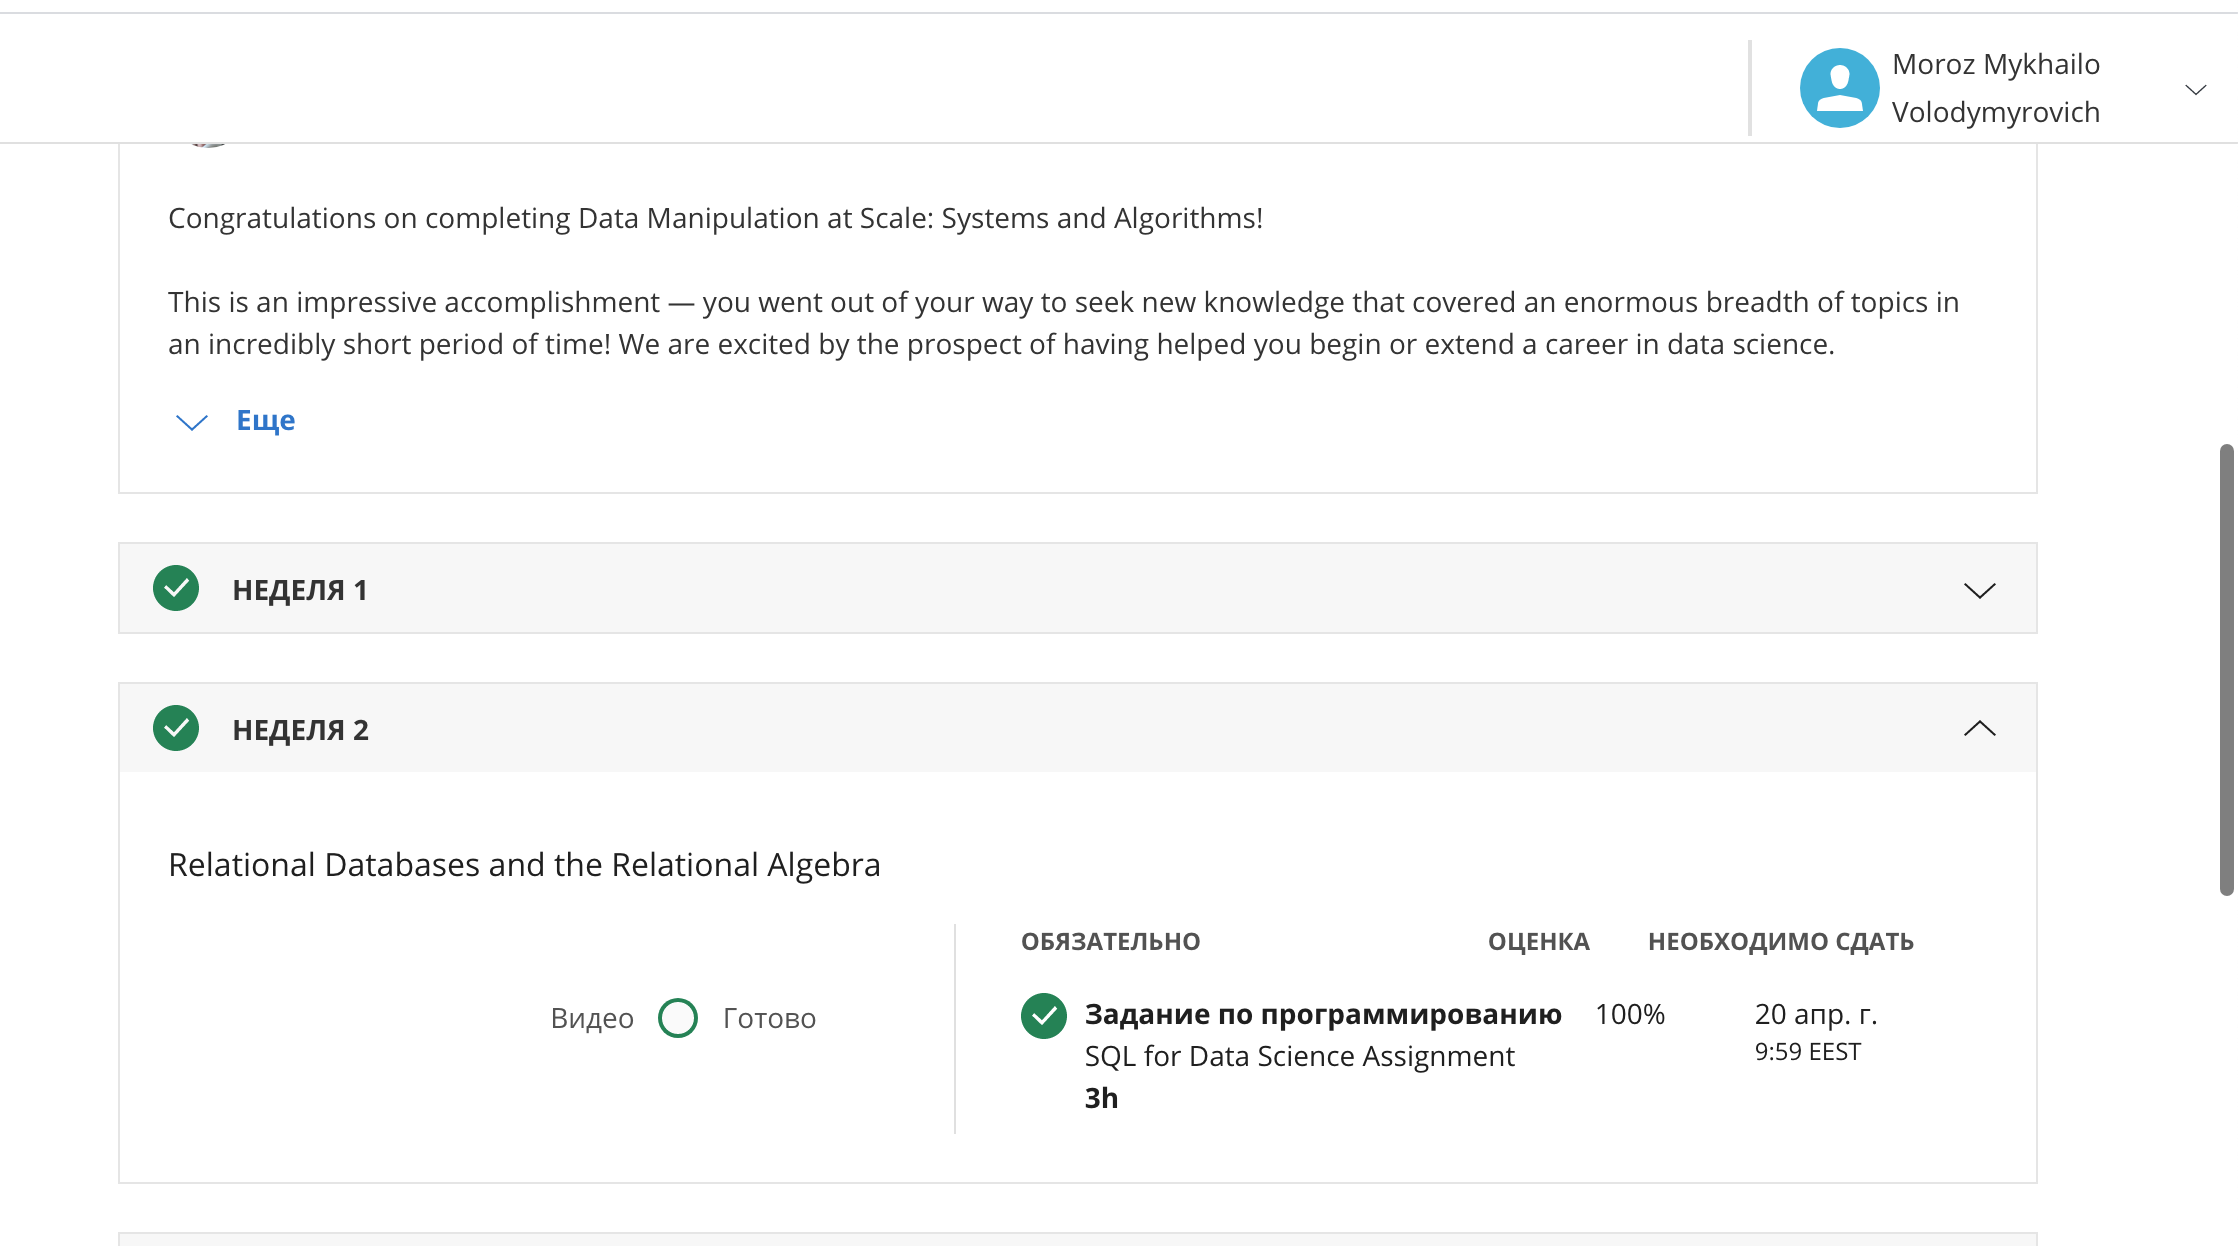 Moroz Mykhailo
Volodymyrovich
Congratulations on completing Data Manipulation at Scale: Systems and Algorithms!
This is an impressive accomplishment — you went out of your way to seek new knowledge that covered an enormous breadth of topics in
an incredibly short period of time! We are excited by the prospect of having helped you begin or extend a career in data science.
Еще
НЕДЕЛЯ 1
НЕДЕЛЯ 2
Relational Databases and the Relational Algebra
Видео Готово
ОБЯЗАТЕЛЬНО ОЦЕНКА НЕОБХОДИМО СДАТЬ
Задание по программированию 100% 20 апр. г.
SQL for Data Science Assignment 9:59 EEST
3h